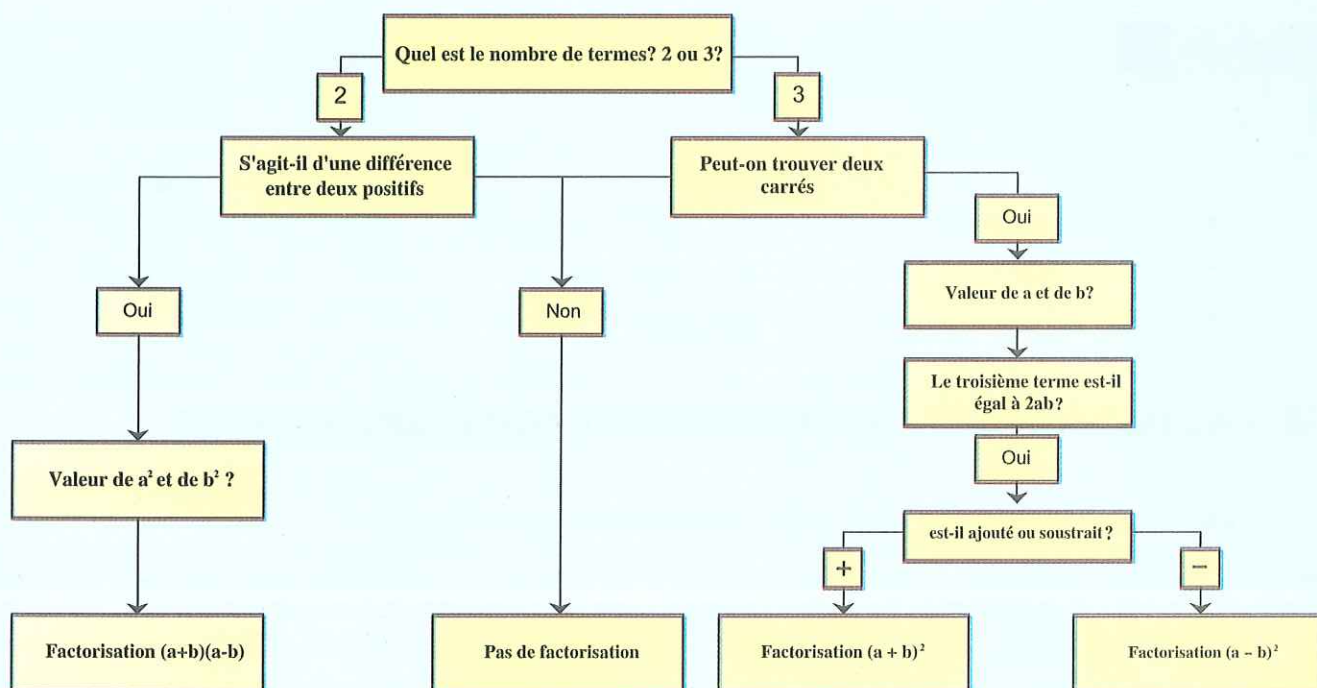 Quel est le nombre de termes? 2 ou 3?
2
3
S'agit-il d'une différence
entre deux positifs
Peut-on trouver deux
carrés
Oui
Valeur de a et de b?
Oui
Non
Le troisième terme est-il
égal à 2ab?
Oui
Valeur de a² et de b² ?
est-il ajouté ou soustrait?
+
−
Factorisation (a+b)(a-b)
Pas de factorisation
Factorisation (a + b)²
Factorisation (a – b)²